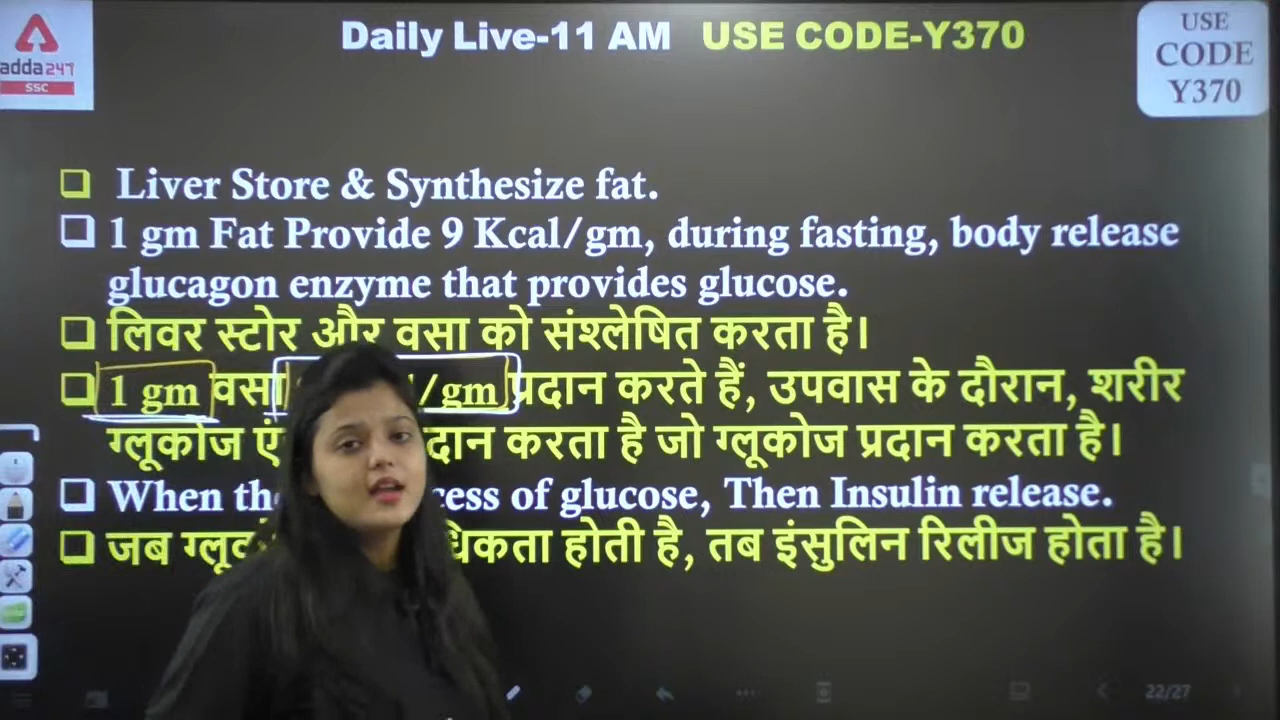 Daily Live-11 AM USE CODE-Y370
USE
CODE
Y370
adda247
SSC
Liver Store & Synthesize fat.
1 gm Fat Provide 9 Kcal/gm, during fasting, body release
glucagon enzyme that provides glucose.
लिवर स्टोर और वसा को संश्लेषित करता है।
1 gm वसा /gm प्रदान करते हैं, उपवास के दौरान, शरीर
ग्लूकोज करता है जो ग्लूकोज प्रदान करता है।
When of glucose, Then Insulin release.
जब होती है, तब इंसुलिन रिलीज होता है।
22/27